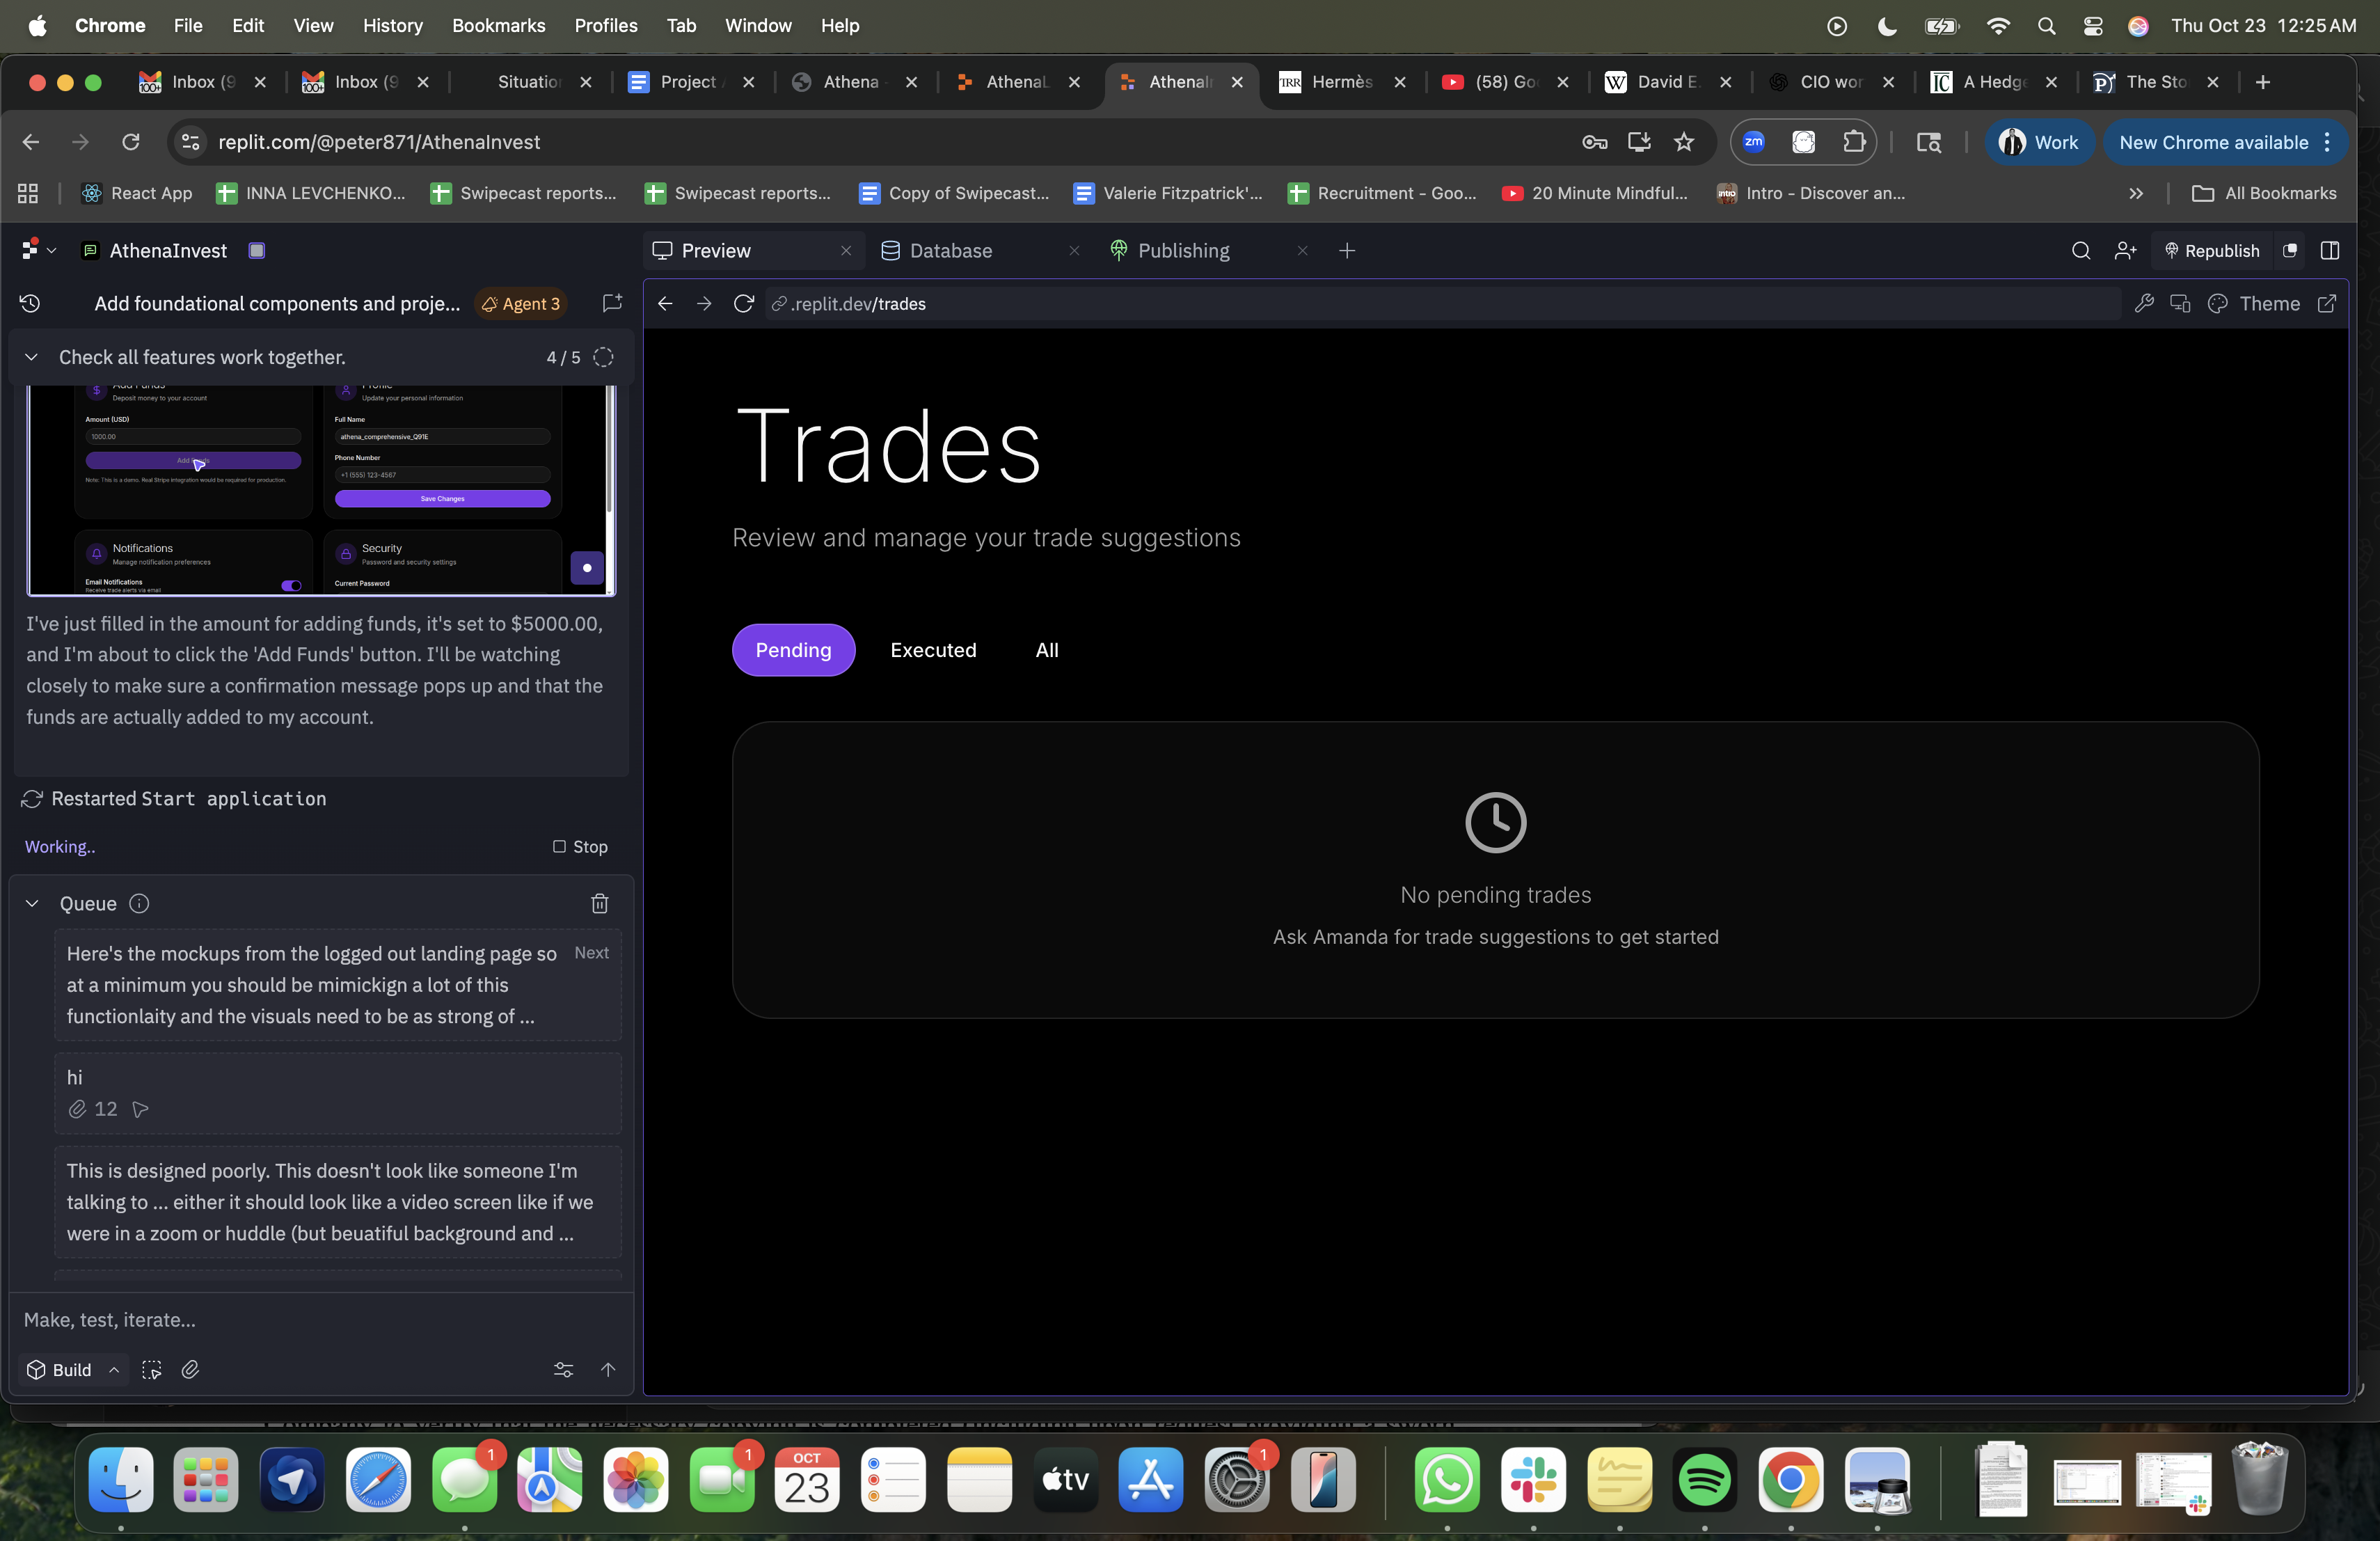 Chrome File Edit View History Bookmarks Profiles Tab Window Help Thu Oct 23 12:25 AM
Inbox (9 Inbox (9 Situation Project Athena AthenaL AthenaIn TRR Hermès (58) Go W David E. CIO wor IC A Hedge P) The Sto
replit.com/@peter871/AthenaInvest zm Work New Chrome available
React App INNA LEVCHENKO... Swipecast reports... Swipecast reports... Copy of Swipecast... Valerie Fitzpatrick'... Recruitment - Goo... 20 Minute Mindful... intro Intro - Discover an... All Bookmarks
AthenaInvest Preview Database Publishing Republish
Add foundational components and proje... Agent 3 .replit.dev/trades Theme
Check all features work together. 4 / 5
Deposit money to your account
Update your personal information
Amount (USD)
1000.00
Note: This is a demo. Real Stripe integration would be required for production.
Full Name
athena_comprehensive_Q91E
Phone Number
+1 (555) 123-4567
Save Changes
Notifications
Manage notification preferences
Email Notifications
Receive trade alerts via email
Security
Password and security settings
Current Password
I've just filled in the amount for adding funds, it's set to $5000.00,
and I'm about to click the 'Add Funds' button. I'll be watching
closely to make sure a confirmation message pops up and that the
funds are actually added to my account.
Restarted Start application
Working.. Stop
Queue
Here's the mockups from the logged out landing page so Next
at a minimum you should be mimickign a lot of this
functionlaity and the visuals need to be as strong of ...
hi
12
This is designed poorly. This doesn't look like someone I'm
talking to ... either it should look like a video screen like if we
were in a zoom or huddle (but beuatiful background and ...
Make, test, iterate...
Build
Trades
Review and manage your trade suggestions
Pending Executed All
No pending trades
Ask Amanda for trade suggestions to get started
1 1 OCT 23 tv 1